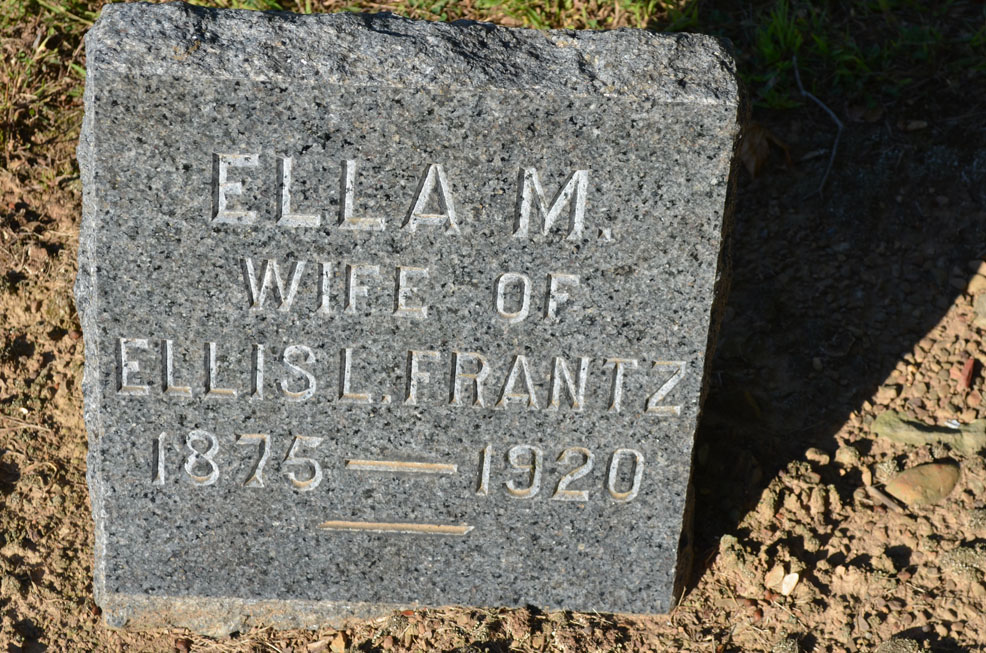 ELLA M.
WIFE OF
ELLIS L. FRANTZ
1875 — 1920